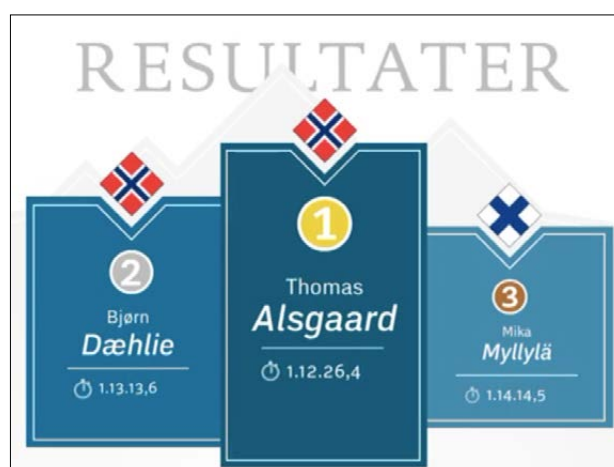 RESULTATER
2
Bjørn
Dæhlie
1.13.13,6
1
Thomas
Alsgaard
1.12.26,4
3
Mika
Myllylä
1.14.14,5